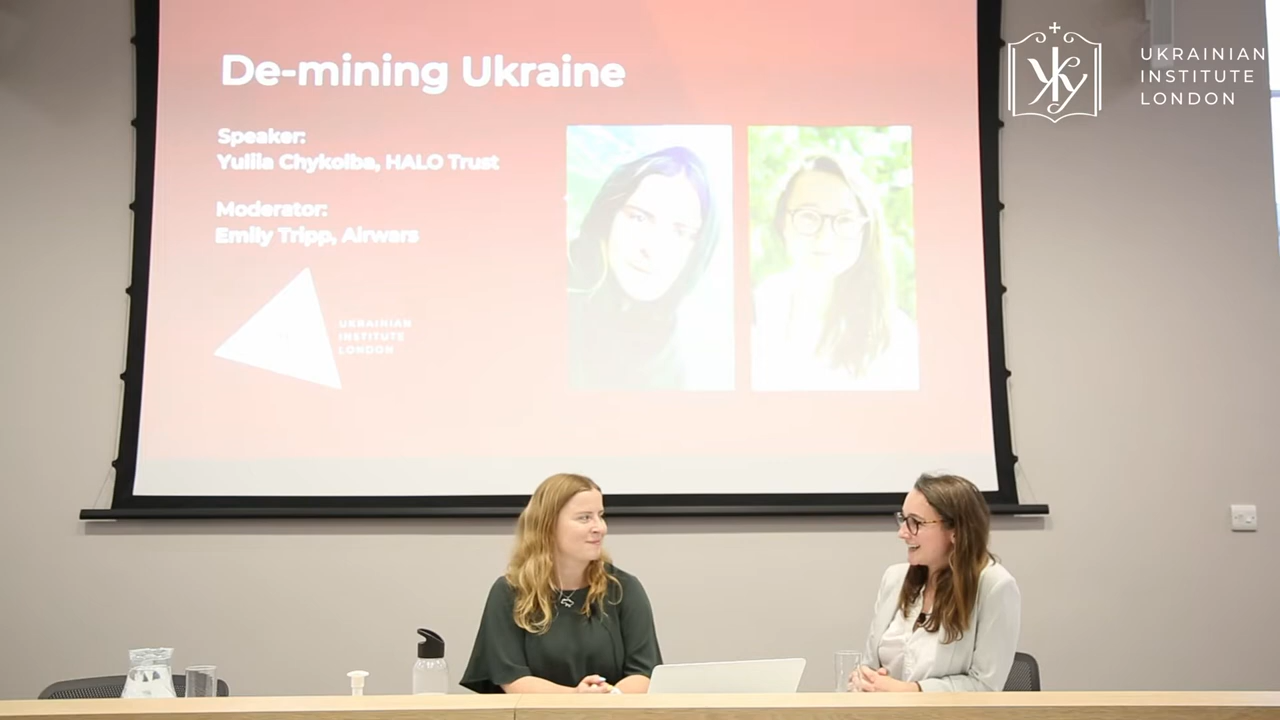 De-mining Ukraine
Speaker:
Yuliia Chykolba, HALO Trust
Moderator:
Emily Tripp, Airwars
UKRAINIAN
INSTITUTE
LONDON
UKRAINIAN
INSTITUTE
LONDON